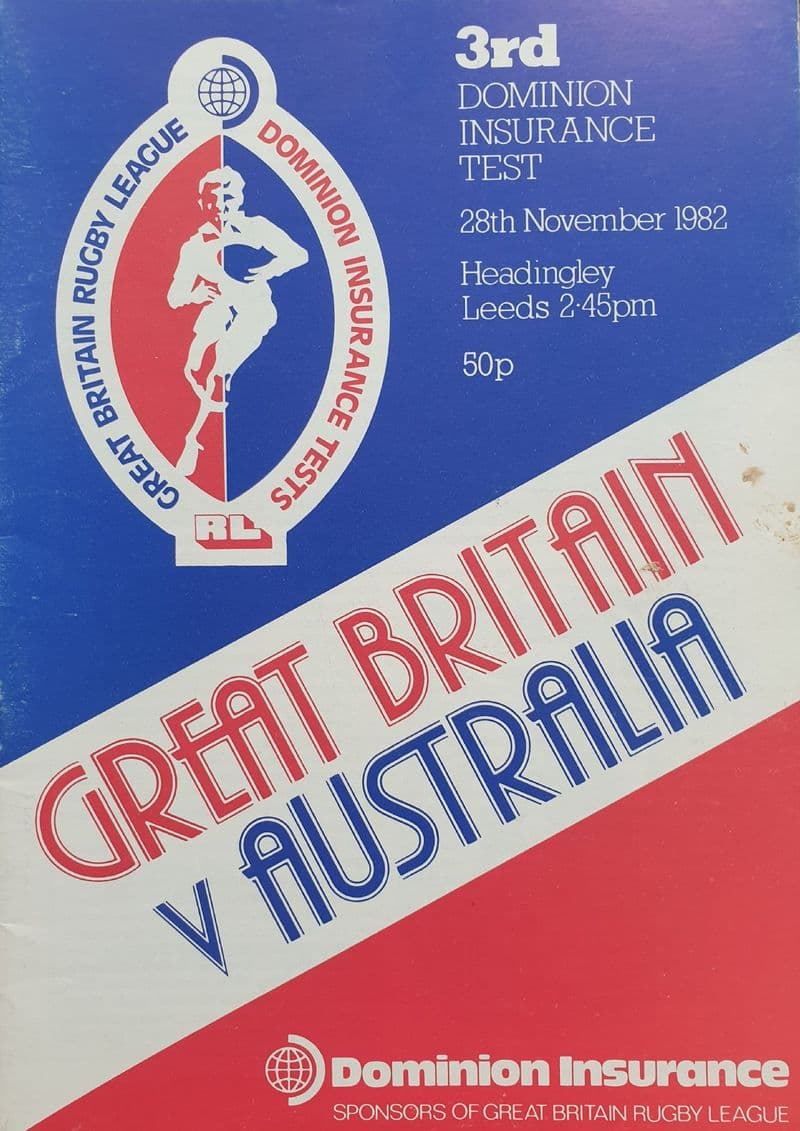 GREAT BRITAIN RUGBY LEAGUE
DOMINION INSURANCE TESTS
RL
3rd
DOMINION
INSURANCE
TEST
28th November 1982
Headingley
Leeds 2·45pm
50p
GREAT BRITAIN
V AUSTRALIA
Dominion Insurance
SPONSORS OF GREAT BRITAIN RUGBY LEAGUE